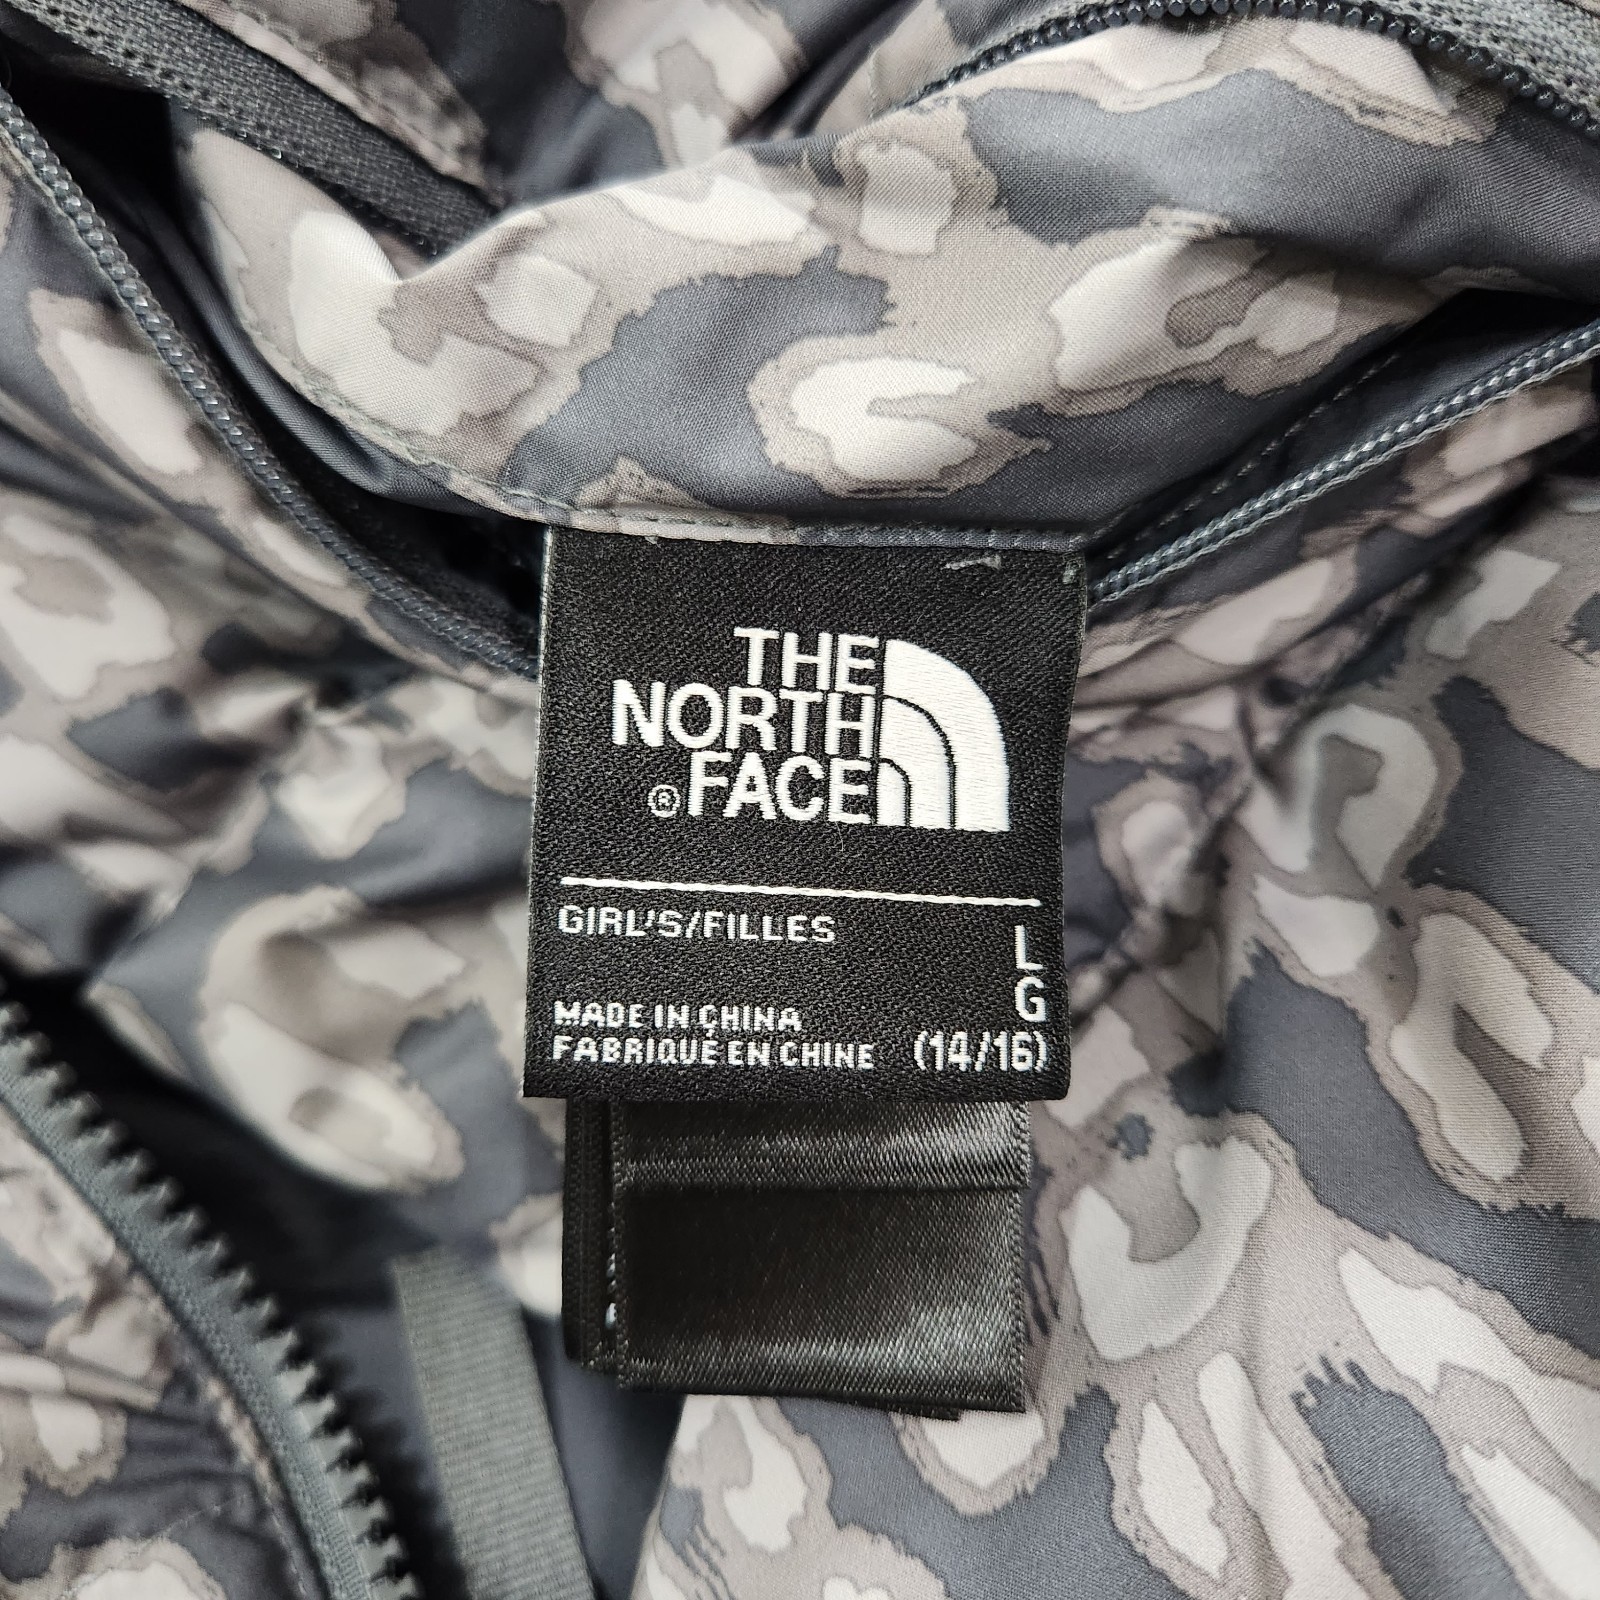 THE
NORTH
®FACE
GIRL'S/FILLES
L
G
MADE IN CHINA
FABRIQUÉ EN CHINE (14/16)